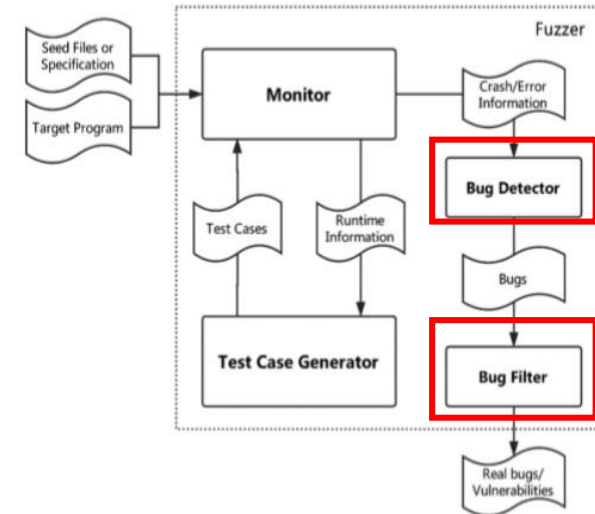 Fuzzer
Seed Files or
Specification
Target Program
Monitor
Crash/Error
Information
Bug Detector
Test Cases
Runtime
Information
Bugs
Test Case Generator
Bug Filter
Real bugs/
Vulnerabilities